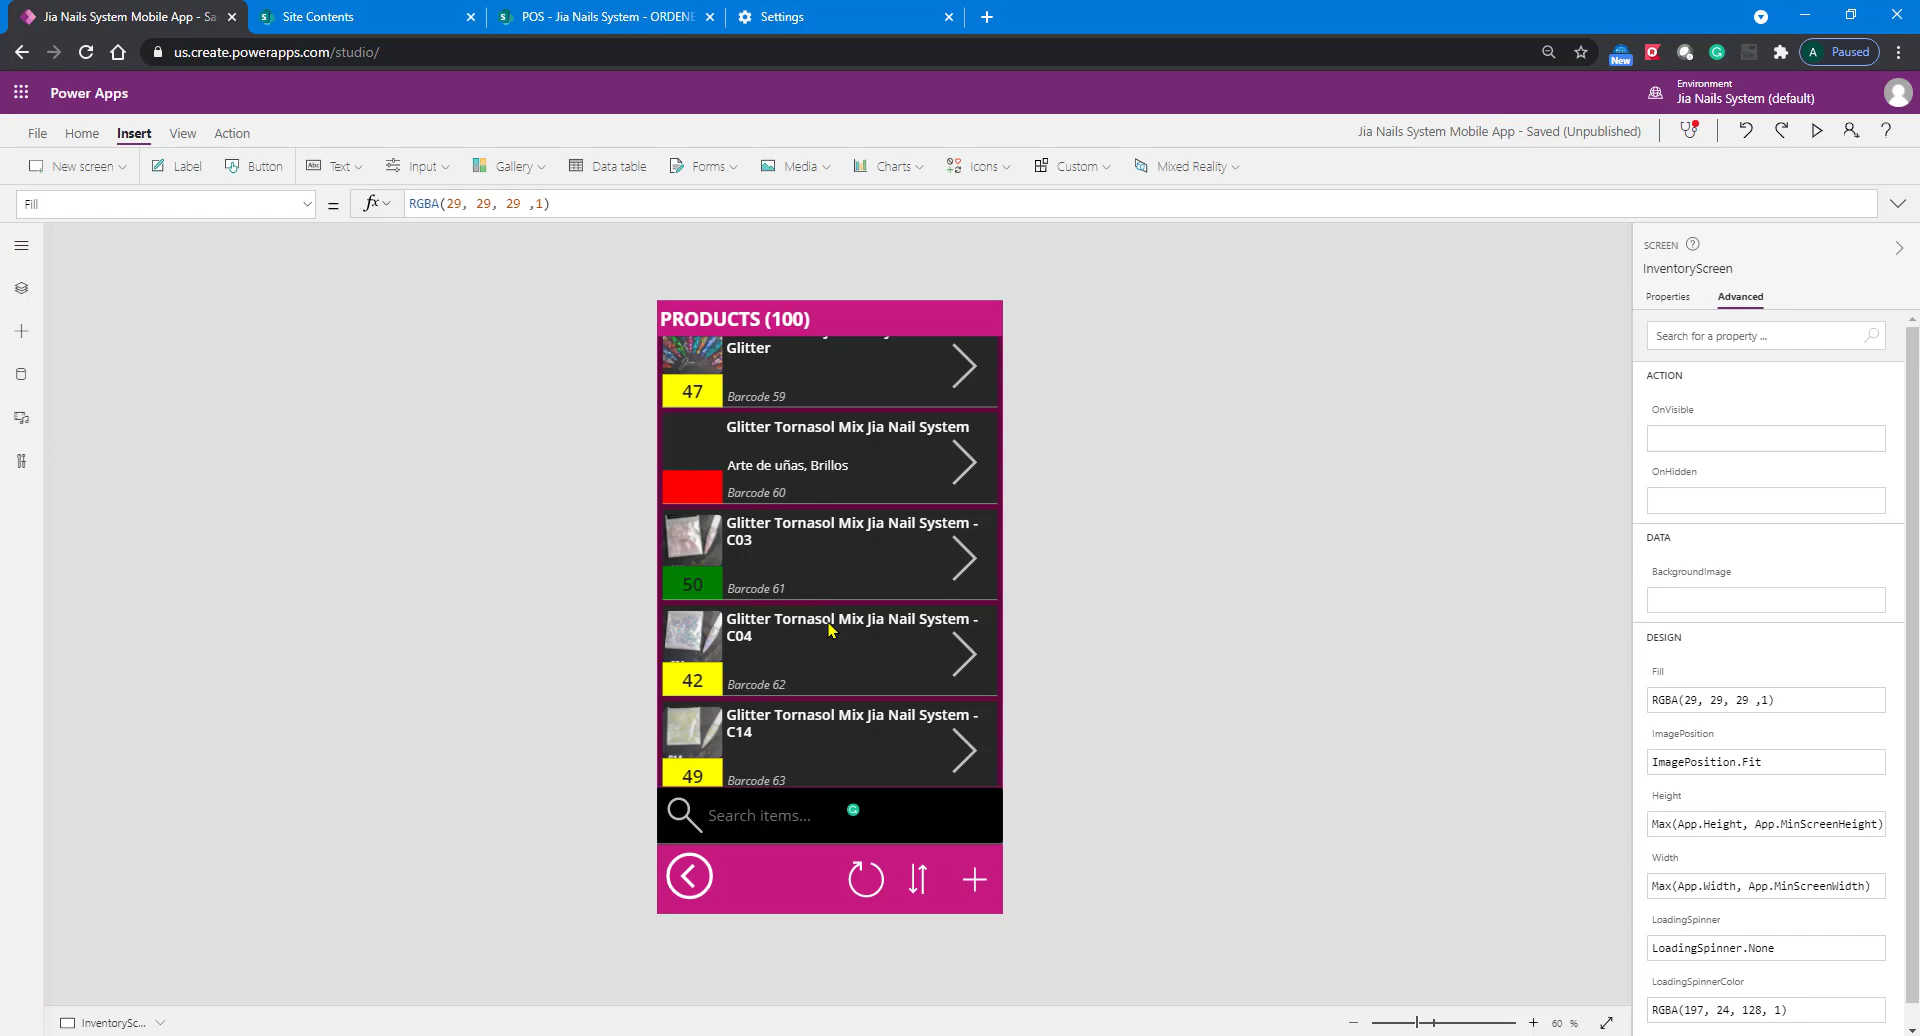 Jia Nails System Mobile App - Sa
Site Contents
POS - Jia Nails System - ORDENE
Settings
us.create.powerapps.com/studio/
New
A Paused
Power Apps
Environment
Jia Nails System (default)
File Home Insert View Action
Jia Nails System Mobile App - Saved (Unpublished)
New screen Label Button Abc Text Input Gallery Data table Forms Media Charts Icons Custom Mixed Reality
Fill = fx RGBA(29, 29, 29 ,1)
SCREEN
InventoryScreen
Properties Advanced
Search for a property ...
ACTION
OnVisible
OnHidden
DATA
BackgroundImage
DESIGN
Fill
RGBA(29, 29, 29 ,1)
ImagePosition
ImagePosition.Fit
Height
Max(App.Height, App.MinScreenHeight)
Width
Max(App.Width, App.MinScreenWidth)
LoadingSpinner
LoadingSpinner.None
LoadingSpinnerColor
RGBA(197, 24, 128, 1)
PRODUCTS (100)
Glitter
47
Barcode 59
Glitter Tornasol Mix Jia Nail System
Arte de uñas, Brillos
Barcode 60
Glitter Tornasol Mix Jia Nail System -
C03
50
Barcode 61
Glitter Tornasol Mix Jia Nail System -
C04
42
Barcode 62
Glitter Tornasol Mix Jia Nail System -
C14
49
Barcode 63
Search items...
InventorySc...
60 %